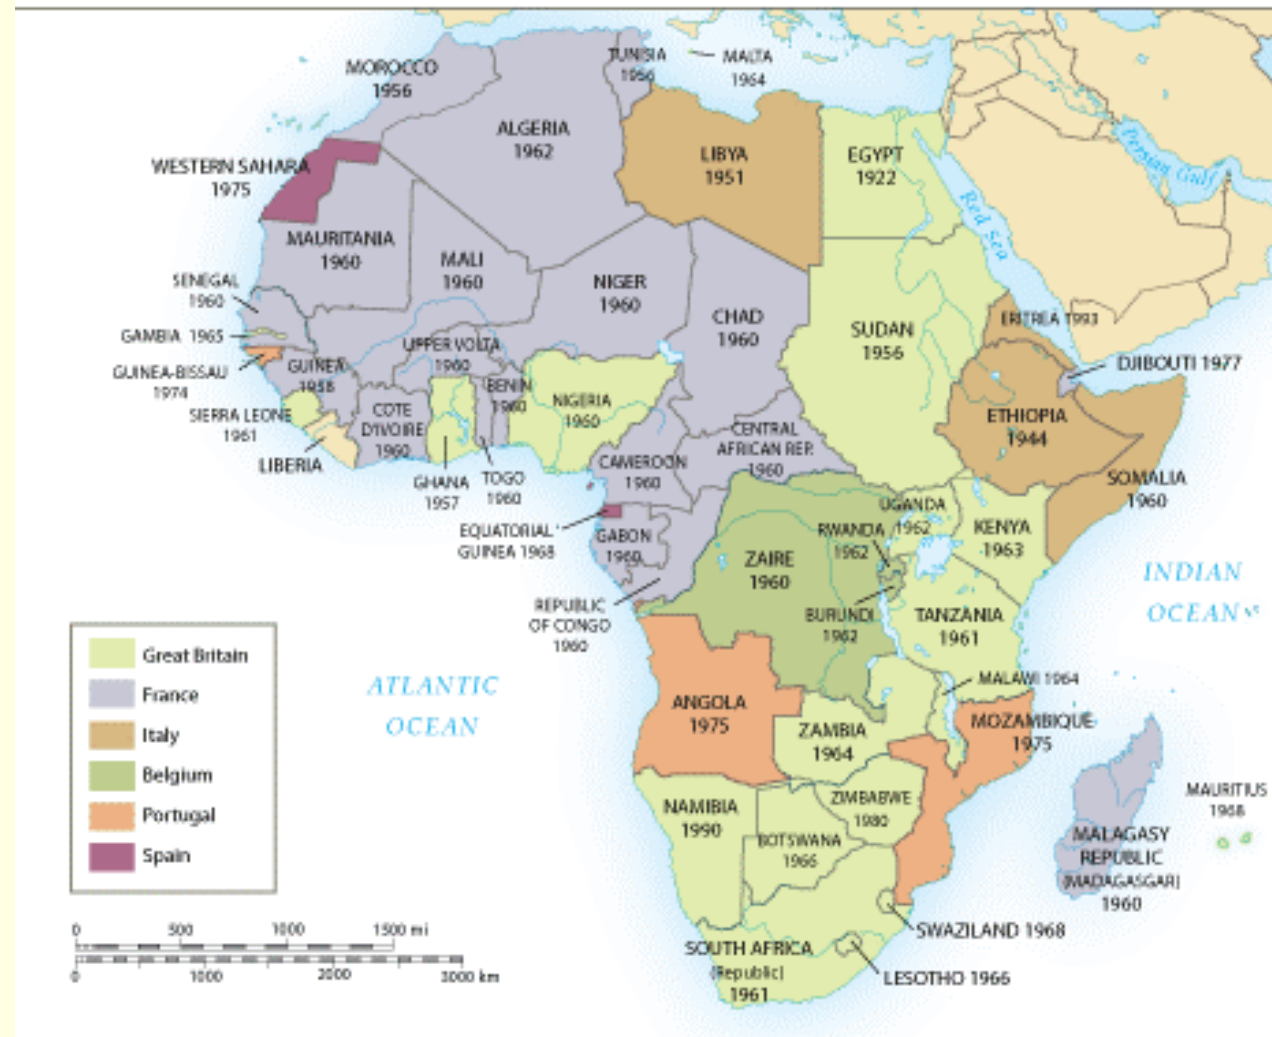 MOROCCO
1956
TUNISIA
1956
MALTA
1964
ALGERIA
1962
LIBYA
1951
EGYPT
1922
WESTERN SAHARA
1975
Persian Gulf
Red Sea
MAURITANIA
1960
MALI
1960
NIGER
1960
CHAD
1960
SUDAN
1956
ERITREA 1993
DJIBOUTI 1977
SENEGAL
1960
GAMBIA 1965
GUINEA-BISSAU
1974
GUINEA
1958
UPPER VOLTA
1960
BENIN
1960
NIGERIA
1960
SIERRA LEONE
1961
LIBERIA
COTE
D'IVOIRE
1960
GHANA
1957
TOGO
1960
CENTRAL
AFRICAN REP.
1960
CAMEROON
1960
ETHIOPIA
1944
SOMALIA
1960
EQUATORIAL
GUINEA 1968
GABON
1960
REPUBLIC
OF CONGO
1960
ZAIRE
1960
UGANDA
1962
RWANDA
1962
KENYA
1963
BURUNDI
1962
TANZANIA
1961
INDIAN
OCEAN
ATLANTIC
OCEAN
ANGOLA
1975
ZAMBIA
1964
MALAWI 1964
MOZAMBIQUE
1975
NAMIBIA
1990
ZIMBABWE
1980
BOTSWANA
1966
MAURITIUS
1968
MALAGASY
REPUBLIC
(MADAGASGAR)
1960
SOUTH AFRICA
(Republic)
1961
SWAZILAND 1968
LESOTHO 1966
Great Britain
France
Italy
Belgium
Portugal
Spain
0 500 1000 1500 mi
0 1000 2000 3000 km